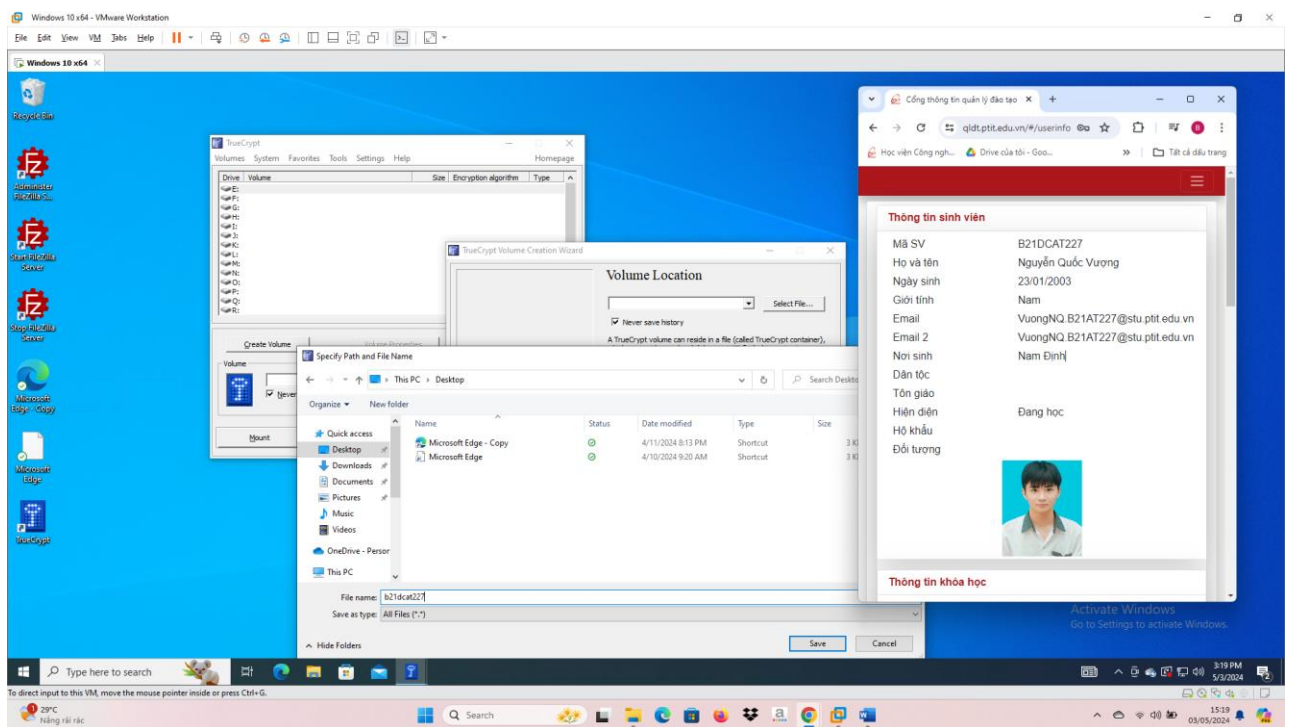 Windows 10 x64 - VMware Workstation
File Edit View VM Tabs Help
Windows 10 x64
Recycle Bin
Administer
FileZilla S...
Start FileZilla
Server
Stop FileZilla
Server
Microsoft
Edge - Copy
Microsoft
Edge
TrueCrypt
TrueCrypt
Volumes System Favorites Tools Settings Help Homepage
Drive Volume Size Encryption algorithm Type
E:
F:
G:
H:
I:
J:
K:
L:
M:
N:
O:
P:
Q:
R:
Create Volume Volume Properties
Volume
Never
Mount
TrueCrypt Volume Creation Wizard
Volume Location
Select File...
Never save history
A TrueCrypt volume can reside in a file (called TrueCrypt container),
Specify Path and File Name
This PC > Desktop
Search Deskto
Organize New folder
Name Status Date modified Type Size
Microsoft Edge - Copy 4/11/2024 8:13 PM Shortcut 3 K
Microsoft Edge 4/10/2024 9:20 AM Shortcut 3 K
Quick access
Desktop
Downloads
Documents
Pictures
Music
Videos
OneDrive - Person
This PC
File name: b21dcat227
Save as type: All Files (*.*)
Hide Folders Save Cancel
Cổng thông tin quản lý đào tạo
qldt.ptit.edu.vn/#/userinfo
B
Học viện Công ngh... Drive của tôi - Goo... Tất cả dấu trang
Thông tin sinh viên
Mã SV B21DCAT227
Họ và tên Nguyễn Quốc Vượng
Ngày sinh 23/01/2003
Giới tính Nam
Email VuongNQ.B21AT227@stu.ptit.edu.vn
Email 2 VuongNQ.B21AT227@stu.ptit.edu.vn
Nơi sinh Nam Định
Dân tộc
Tôn giáo
Hiện diện Đang học
Hộ khẩu
Đối tượng
Thông tin khóa học
Activate Windows
Go to Settings to activate Windows.
Type here to search
3:19 PM
5/3/2024
2
To direct input to this VM, move the mouse pointer inside or press Ctrl+G.
29°C
Nắng rải rác
Search
15:19
03/05/2024